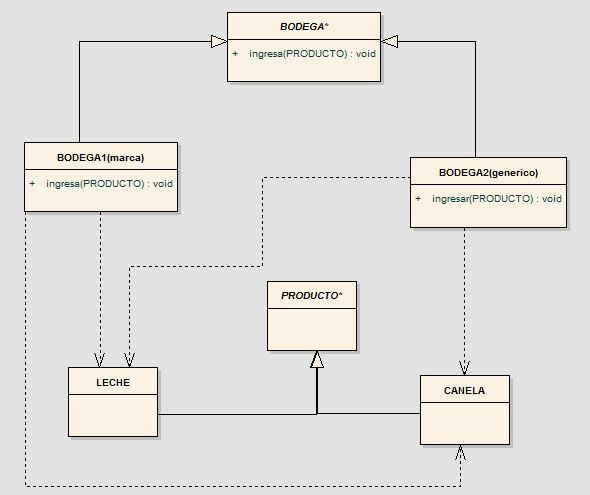 BODEGA*
+ ingresa(PRODUCTO) : void
BODEGA1(marca)
+ ingresa(PRODUCTO) : void
BODEGA2(generico)
+ ingresar(PRODUCTO) : void
PRODUCTO*
LECHE
CANELA